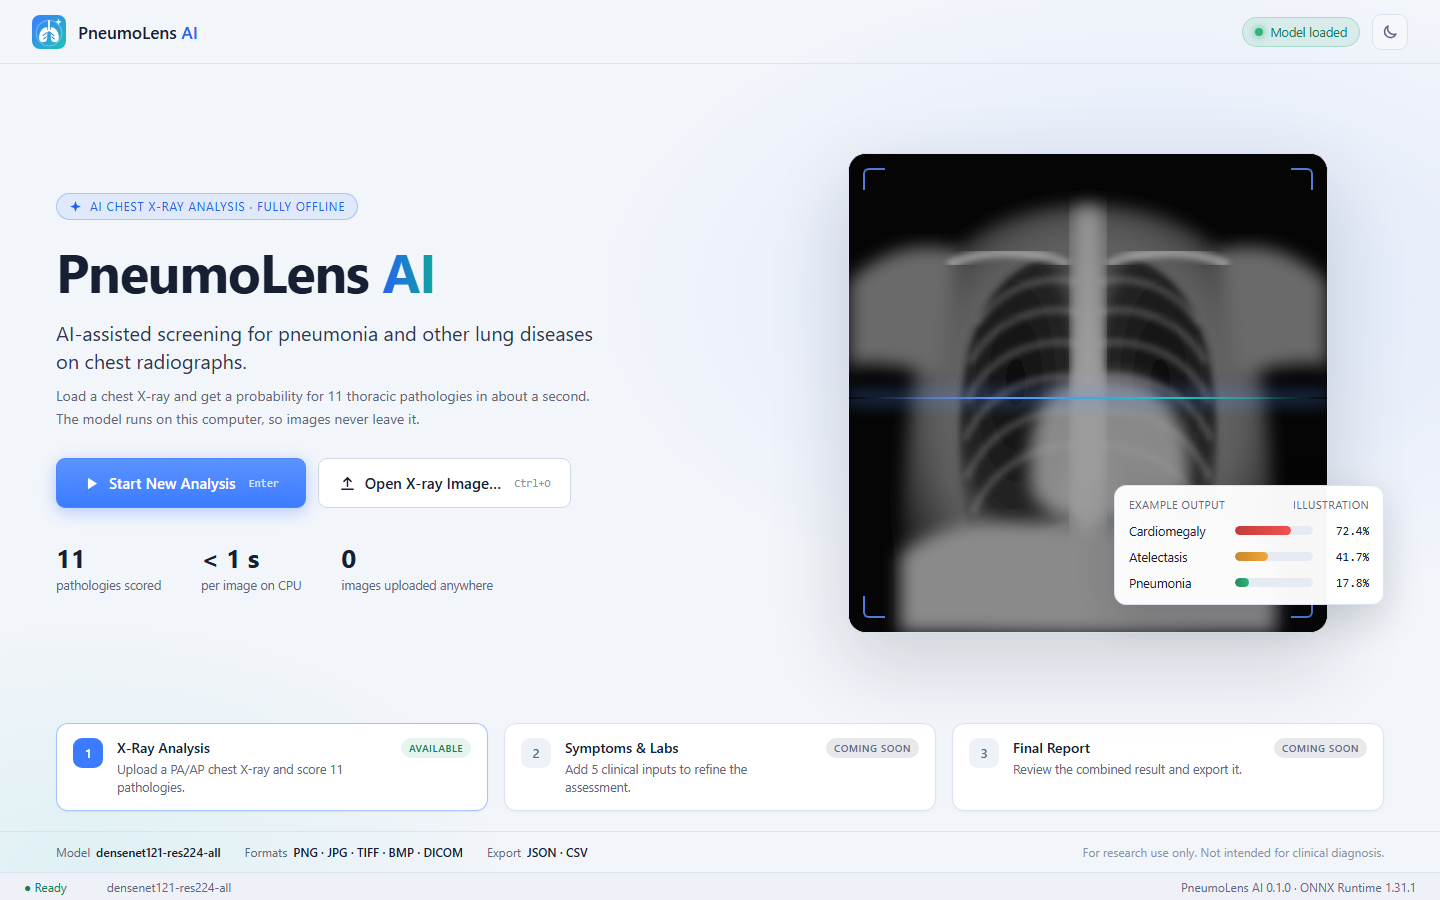 PneumoLens AI
Model loaded
AI CHEST X-RAY ANALYSIS · FULLY OFFLINE
PneumoLens AI
AI-assisted screening for pneumonia and other lung diseases
on chest radiographs.
Load a chest X-ray and get a probability for 11 thoracic pathologies in about a second.
The model runs on this computer, so images never leave it.
Start New Analysis Enter
Open X-ray Image... Ctrl+O
11
pathologies scored
< 1 s
per image on CPU
0
images uploaded anywhere
EXAMPLE OUTPUT ILLUSTRATION
Cardiomegaly 72.4%
Atelectasis 41.7%
Pneumonia 17.8%
1 X-Ray Analysis AVAILABLE
Upload a PA/AP chest X-ray and score 11
pathologies.
2 Symptoms & Labs COMING SOON
Add 5 clinical inputs to refine the
assessment.
3 Final Report COMING SOON
Review the combined result and export it.
Model densenet121-res224-all Formats PNG · JPG · TIFF · BMP · DICOM Export JSON · CSV
For research use only. Not intended for clinical diagnosis.
● Ready densenet121-res224-all
PneumoLens AI 0.1.0 · ONNX Runtime 1.31.1